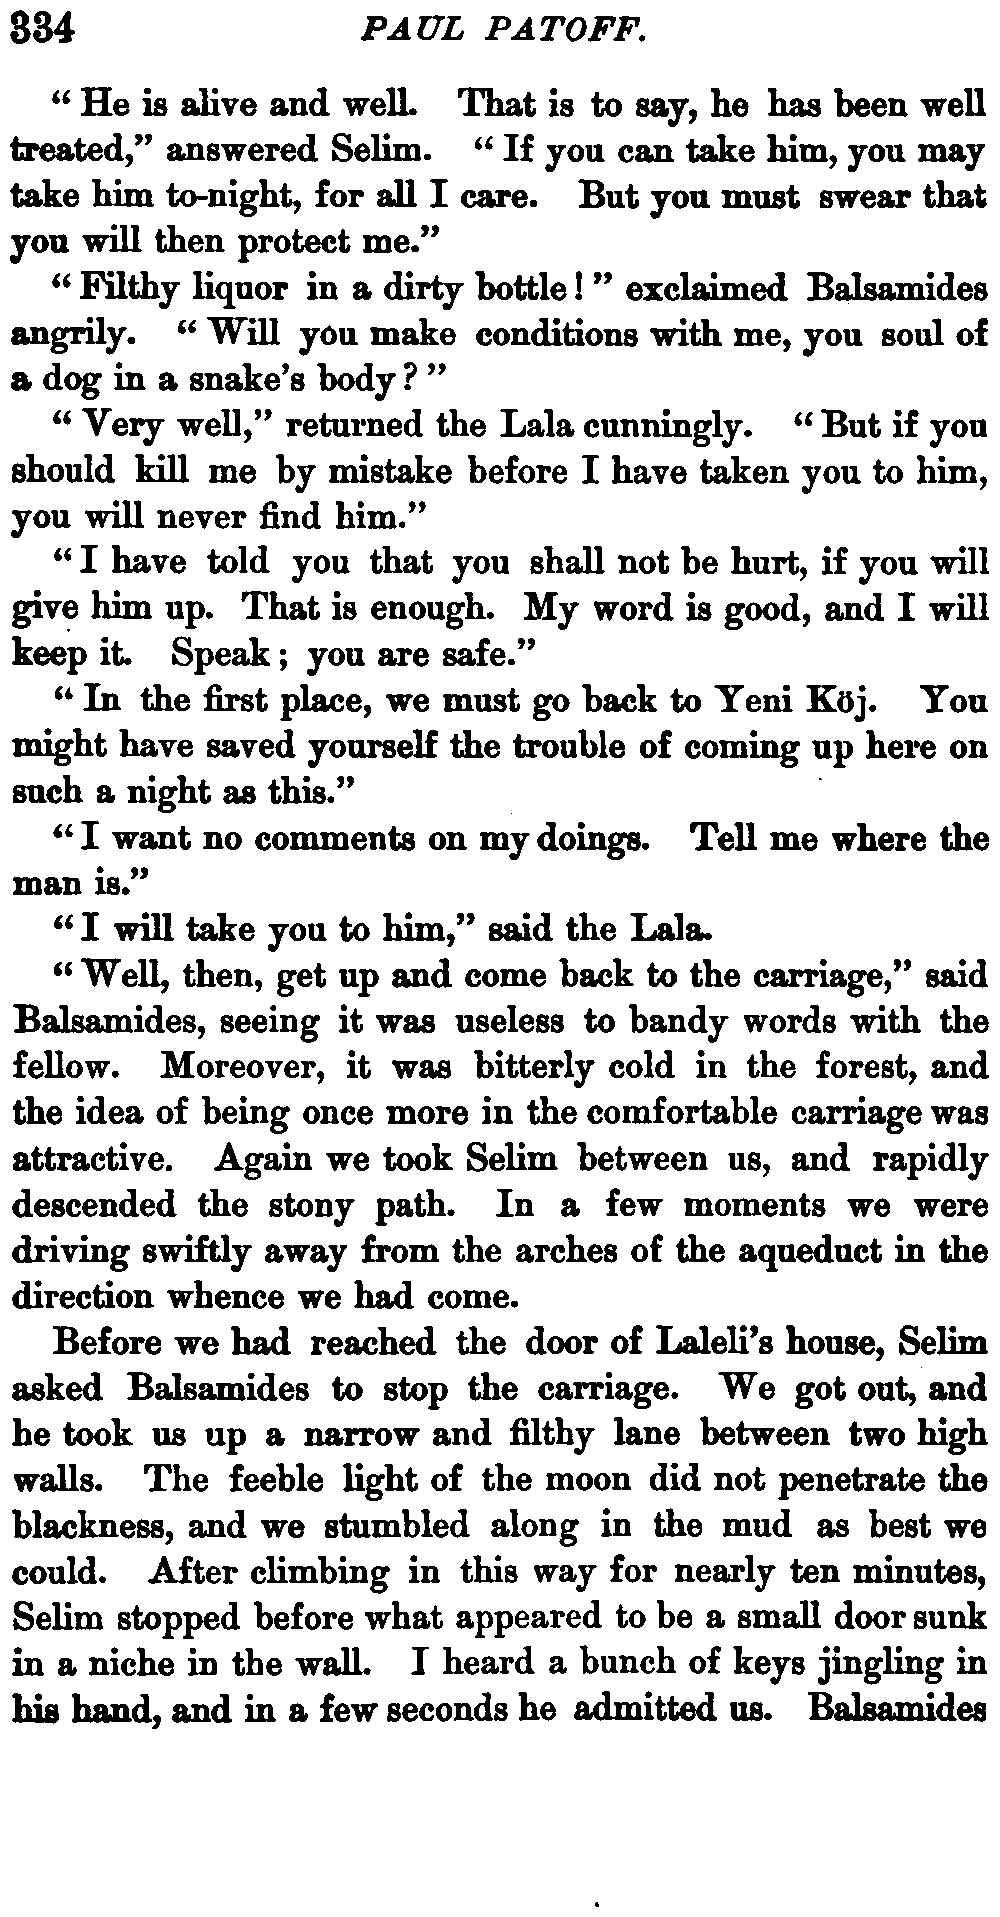 334 PAUL PATOFF.
“ He is alive and well. That is to say, he has been well
treated,” answered Selim. “ If you can take him, you may
take him to-night, for all I care. But you must swear that
you will then protect me.”
“ Filthy liquor in a dirty bottle ! ” exclaimed Balsamides
angrily. “ Will you make conditions with me, you soul of
a dog in a snake’s body ? ”
“ Very well,” returned the Lala cunningly. “ But if you
should kill me by mistake before I have taken you to him,
you will never find him.”
“ I have told you that you shall not be hurt, if you will
give him up. That is enough. My word is good, and I will
keep it. Speak ; you are safe.”
“ In the first place, we must go back to Yeni Köj. You
might have saved yourself the trouble of coming up here on
such a night as this.”
“ I want no comments on my doings. Tell me where the
man is.”
“ I will take you to him,” said the Lala.
“ Well, then, get up and come back to the carriage,” said
Balsamides, seeing it was useless to bandy words with the
fellow. Moreover, it was bitterly cold in the forest, and
the idea of being once more in the comfortable carriage was
attractive. Again we took Selim between us, and rapidly
descended the stony path. In a few moments we were
driving swiftly away from the arches of the aqueduct in the
direction whence we had come.
Before we had reached the door of Laleli’s house, Selim
asked Balsamides to stop the carriage. We got out, and
he took us up a narrow and filthy lane between two high
walls. The feeble light of the moon did not penetrate the
blackness, and we stumbled along in the mud as best we
could. After climbing in this way for nearly ten minutes,
Selim stopped before what appeared to be a small door sunk
in a niche in the wall. I heard a bunch of keys jingling in
his hand, and in a few seconds he admitted us. Balsamides